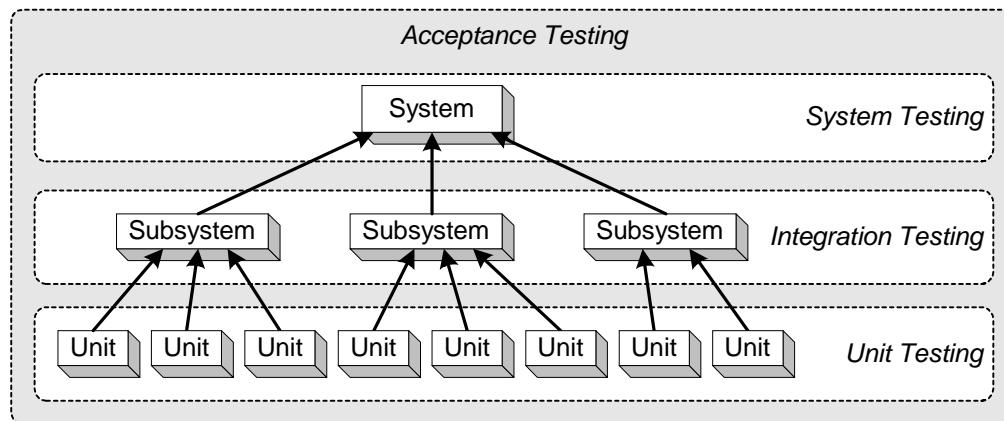 Acceptance Testing
System
System Testing
Subsystem Subsystem Subsystem
Integration Testing
Unit Unit Unit Unit Unit Unit Unit Unit
Unit Testing